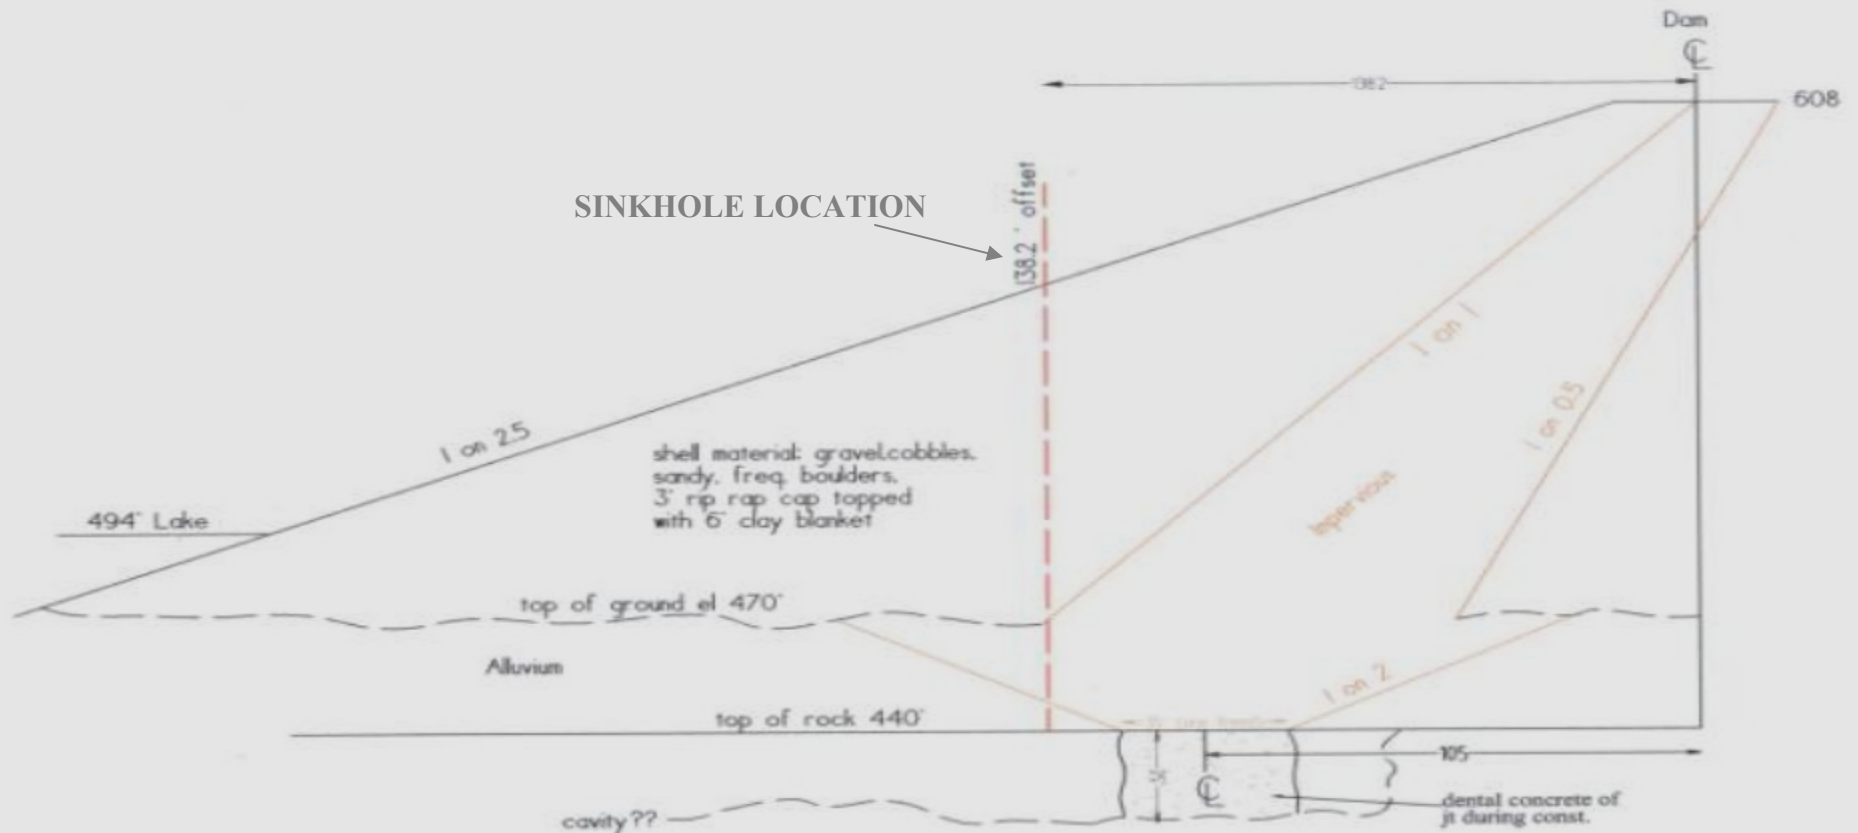 Dam
℄
1382
608
SINKHOLE LOCATION
138.2 ' offset
1 on 1
1 on 0.5
1 on 2.5
shell material: gravel,cobbles,
sandy, freq. boulders,
3' rip rap cap topped
with 6" clay blanket
Inpervious
494' Lake
top of ground el 470'
Alluvium
1 on 2
top of rock 440'
105
℄
dental concrete of
jt during const.
cavity??